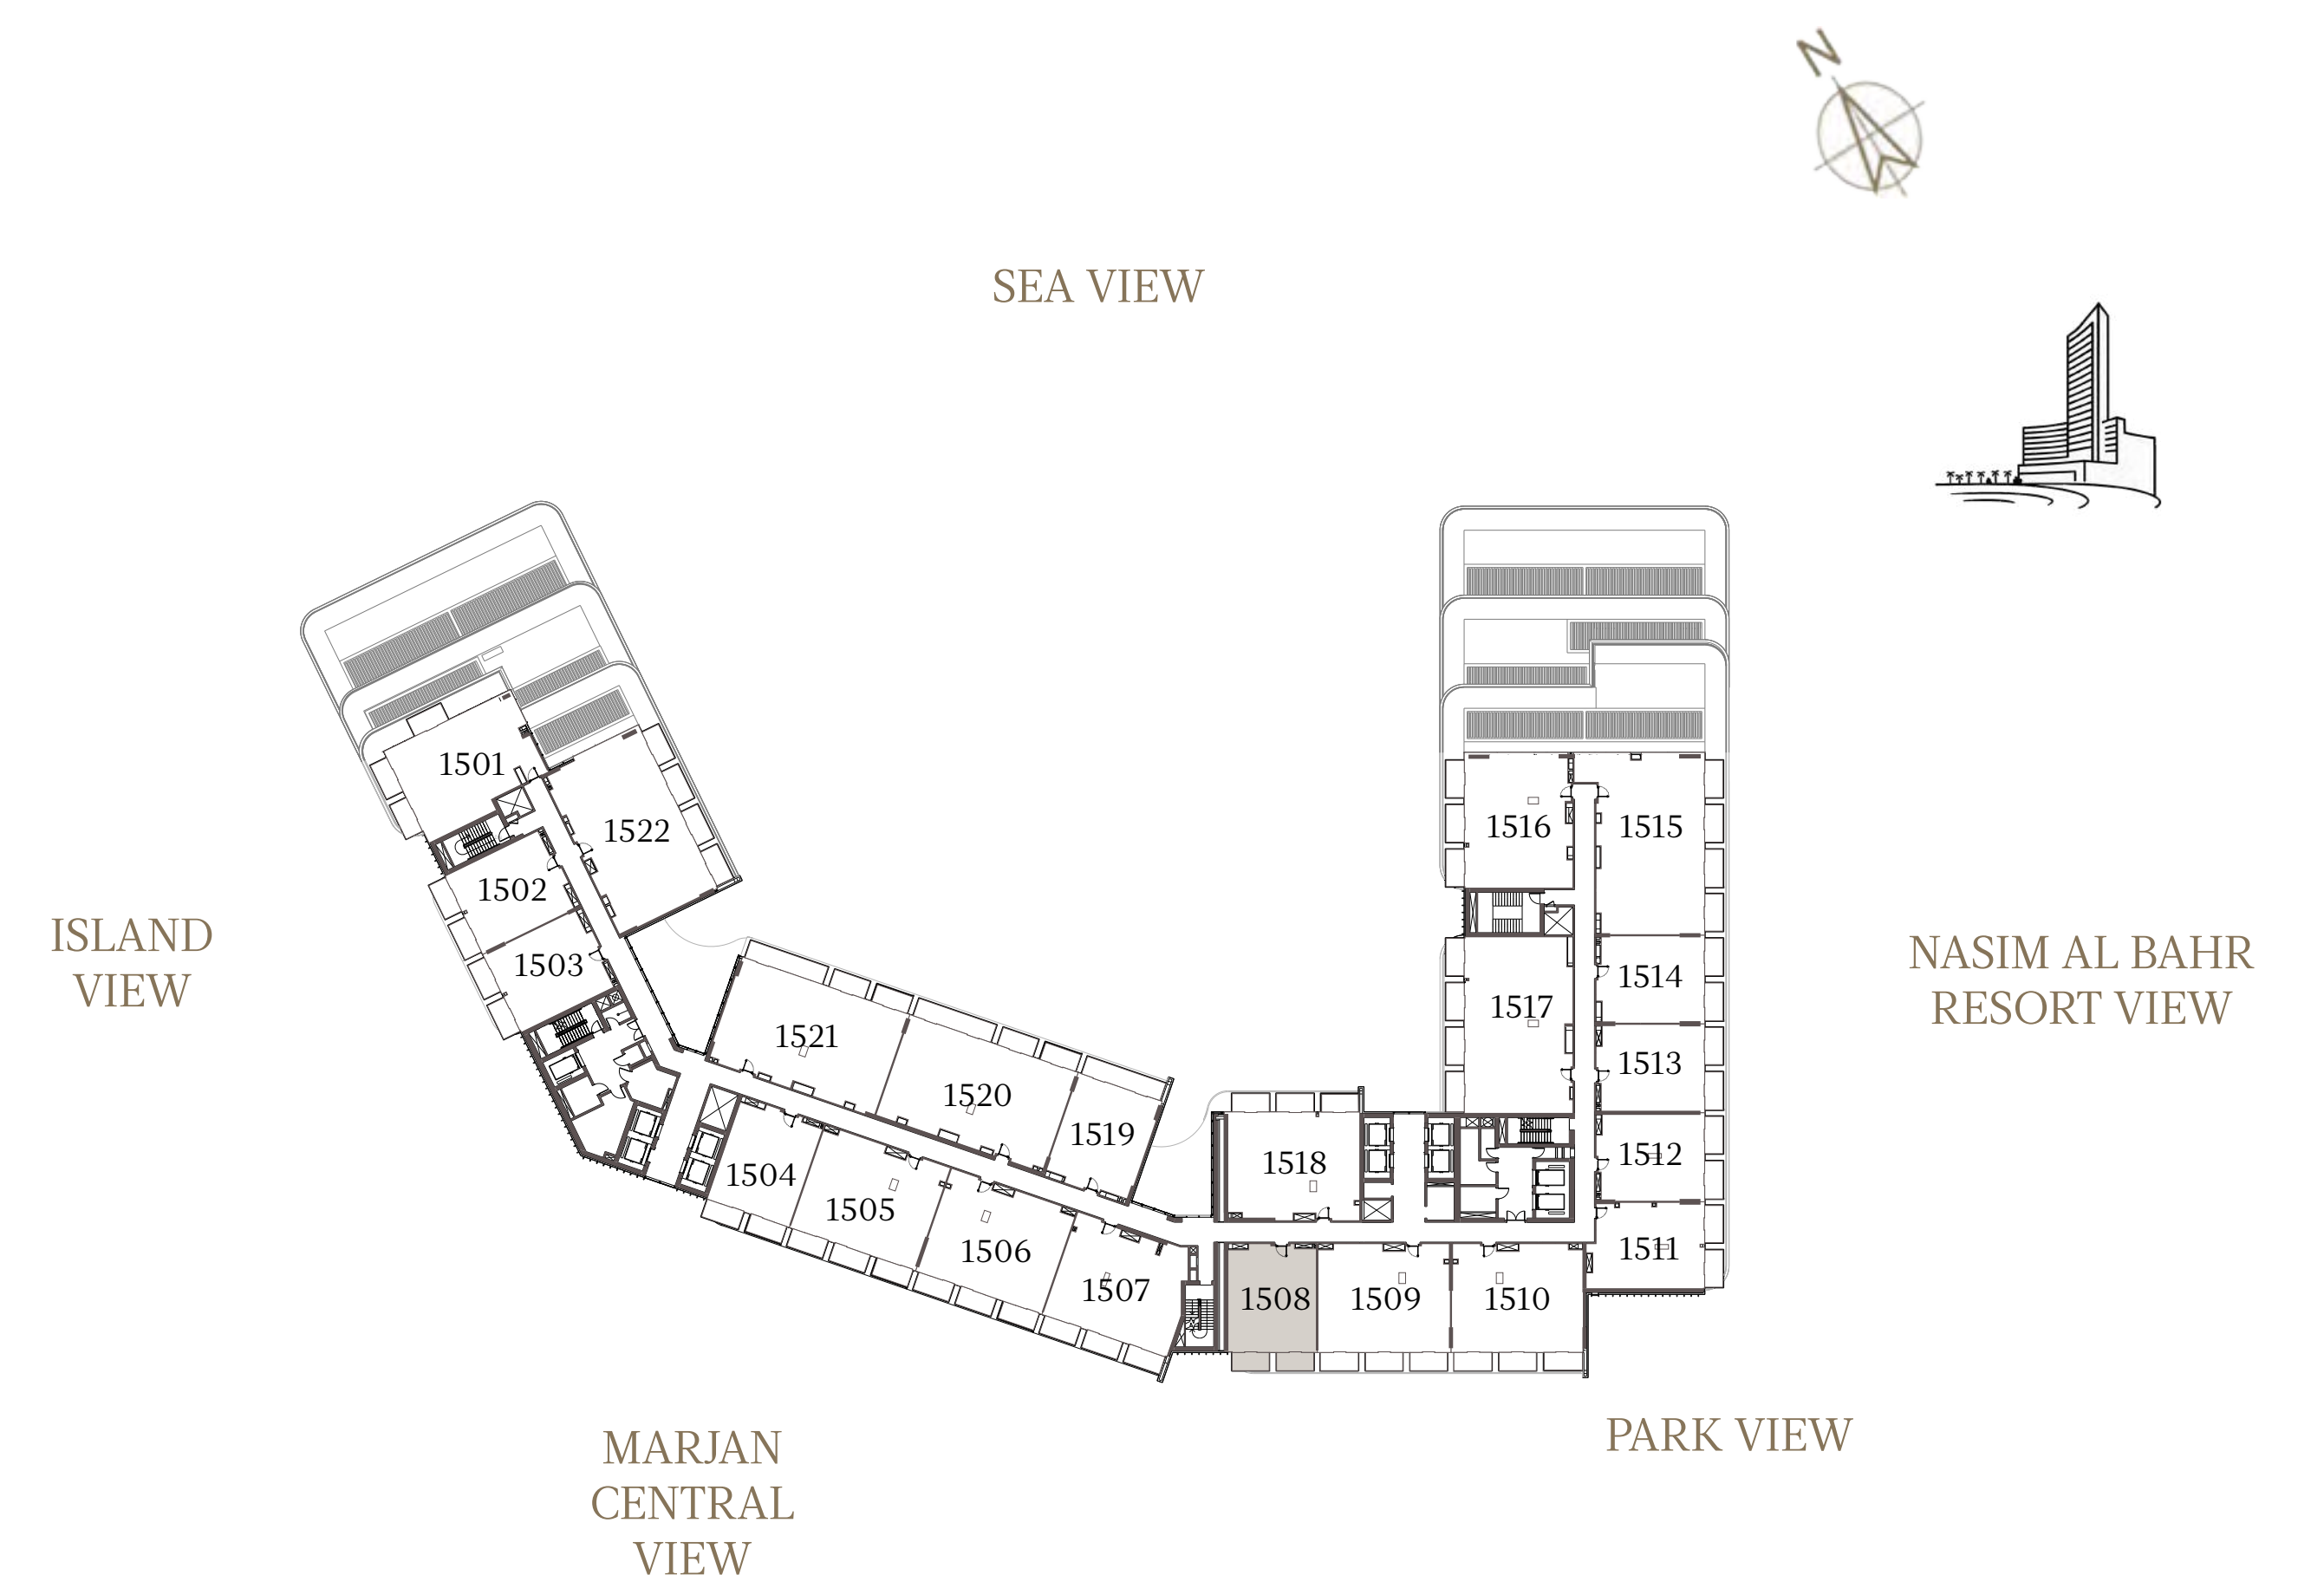 N
SEA VIEW
1501
1522
1502
1503
1516
1515
ISLAND
VIEW
NASIM AL BAHR
RESORT VIEW
1514
1517
1521
1513
1520
1519
1512
1518
1504
1505
1506
1511
1507
1508
1509
1510
PARK VIEW
MARJAN
CENTRAL
VIEW